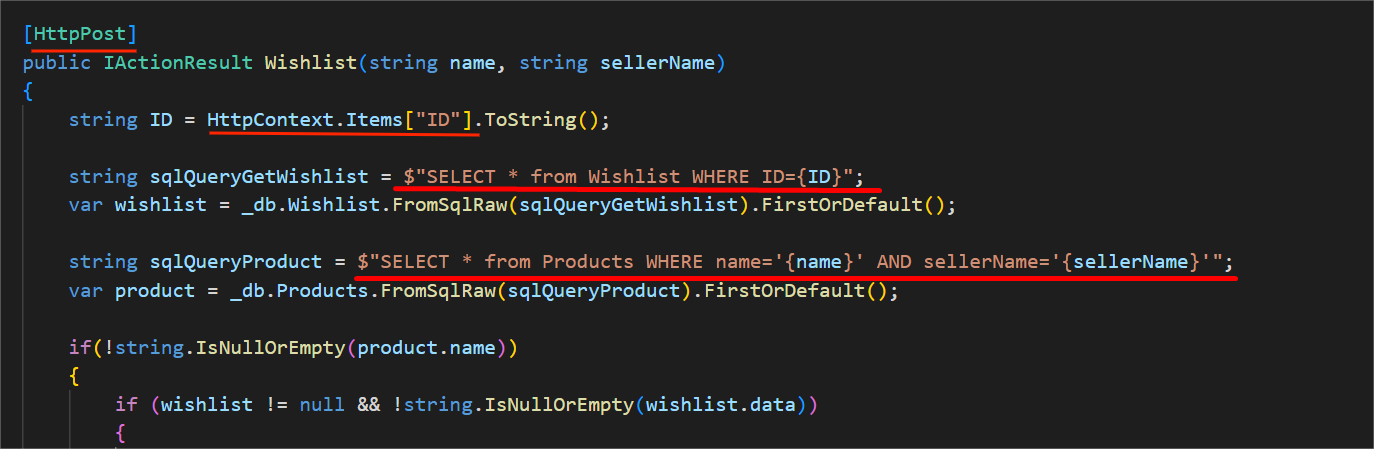 [HttpPost]
public IActionResult Wishlist(string name, string sellerName)
{
string ID = HttpContext.Items["ID"].ToString();
string sqlQueryGetWishlist = $"SELECT * from Wishlist WHERE ID={ID}";
var wishlist = _db.Wishlist.FromSqlRaw(sqlQueryGetWishlist).FirstOrDefault();
string sqlQueryProduct = $"SELECT * from Products WHERE name='{name}' AND sellerName='{sellerName}'";
var product = _db.Products.FromSqlRaw(sqlQueryProduct).FirstOrDefault();
if(!string.IsNullOrEmpty(product.name))
{
if (wishlist != null && !string.IsNullOrEmpty(wishlist.data))
{